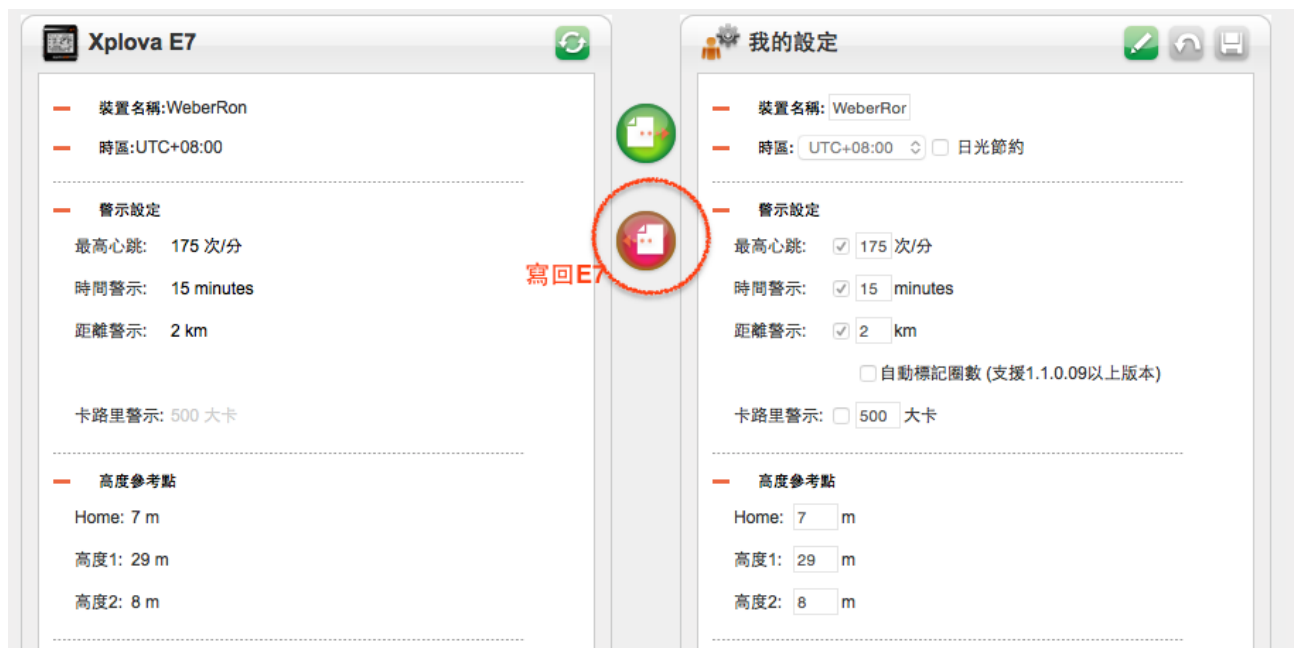 Xplova E7
裝置名稱:WeberRon
時區:UTC+08:00
警示設定
最高心跳: 175 次/分
時間警示: 15 minutes
距離警示: 2 km
卡路里警示: 500 大卡
高度參考點
Home: 7 m
高度1: 29 m
高度2: 8 m
寫回E7
我的設定
裝置名稱: WeberRor
時區: UTC+08:00 日光節約
警示設定
最高心跳: 175 次/分
時間警示: 15 minutes
距離警示: 2 km
自動標記圈數 (支援1.1.0.09以上版本)
卡路里警示: 500 大卡
高度參考點
Home: 7 m
高度1: 29 m
高度2: 8 m